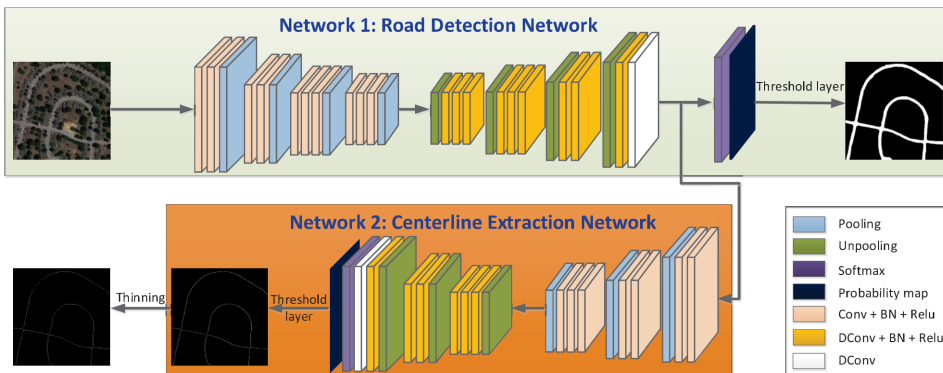 Network 1: Road Detection Network
Threshold layer
Network 2: Centerline Extraction Network
Thinning
Threshold
layer
Pooling
Unpooling
Softmax
Probability map
Conv + BN + Relu
DConv + BN + Relu
DConv